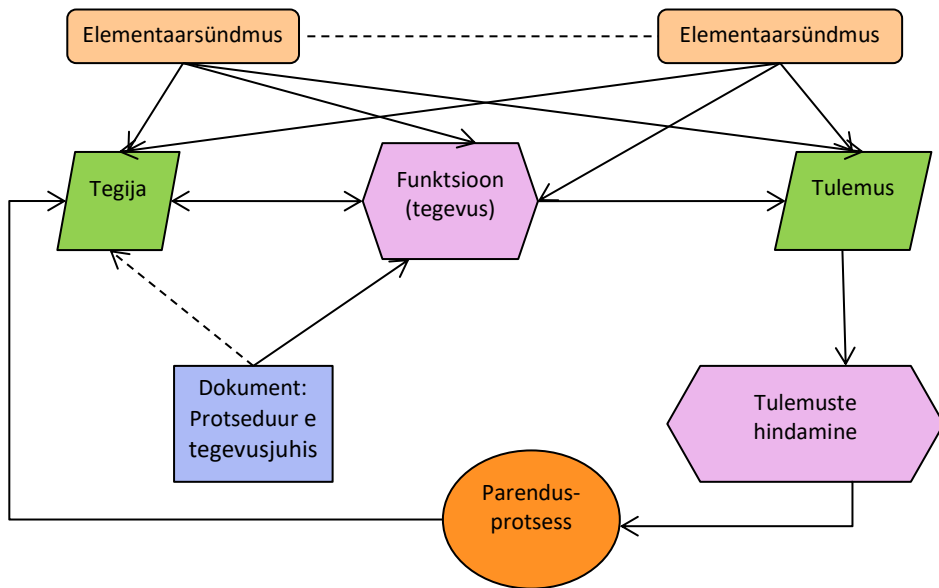 Elementaarsündmus
Elementaarsündmus
Tegija
Funktsioon
(tegevus)
Tulemus
Dokument:
Protseduur e
tegevusjuhis
Tulemuste
hindamine
Parendus-
protsess